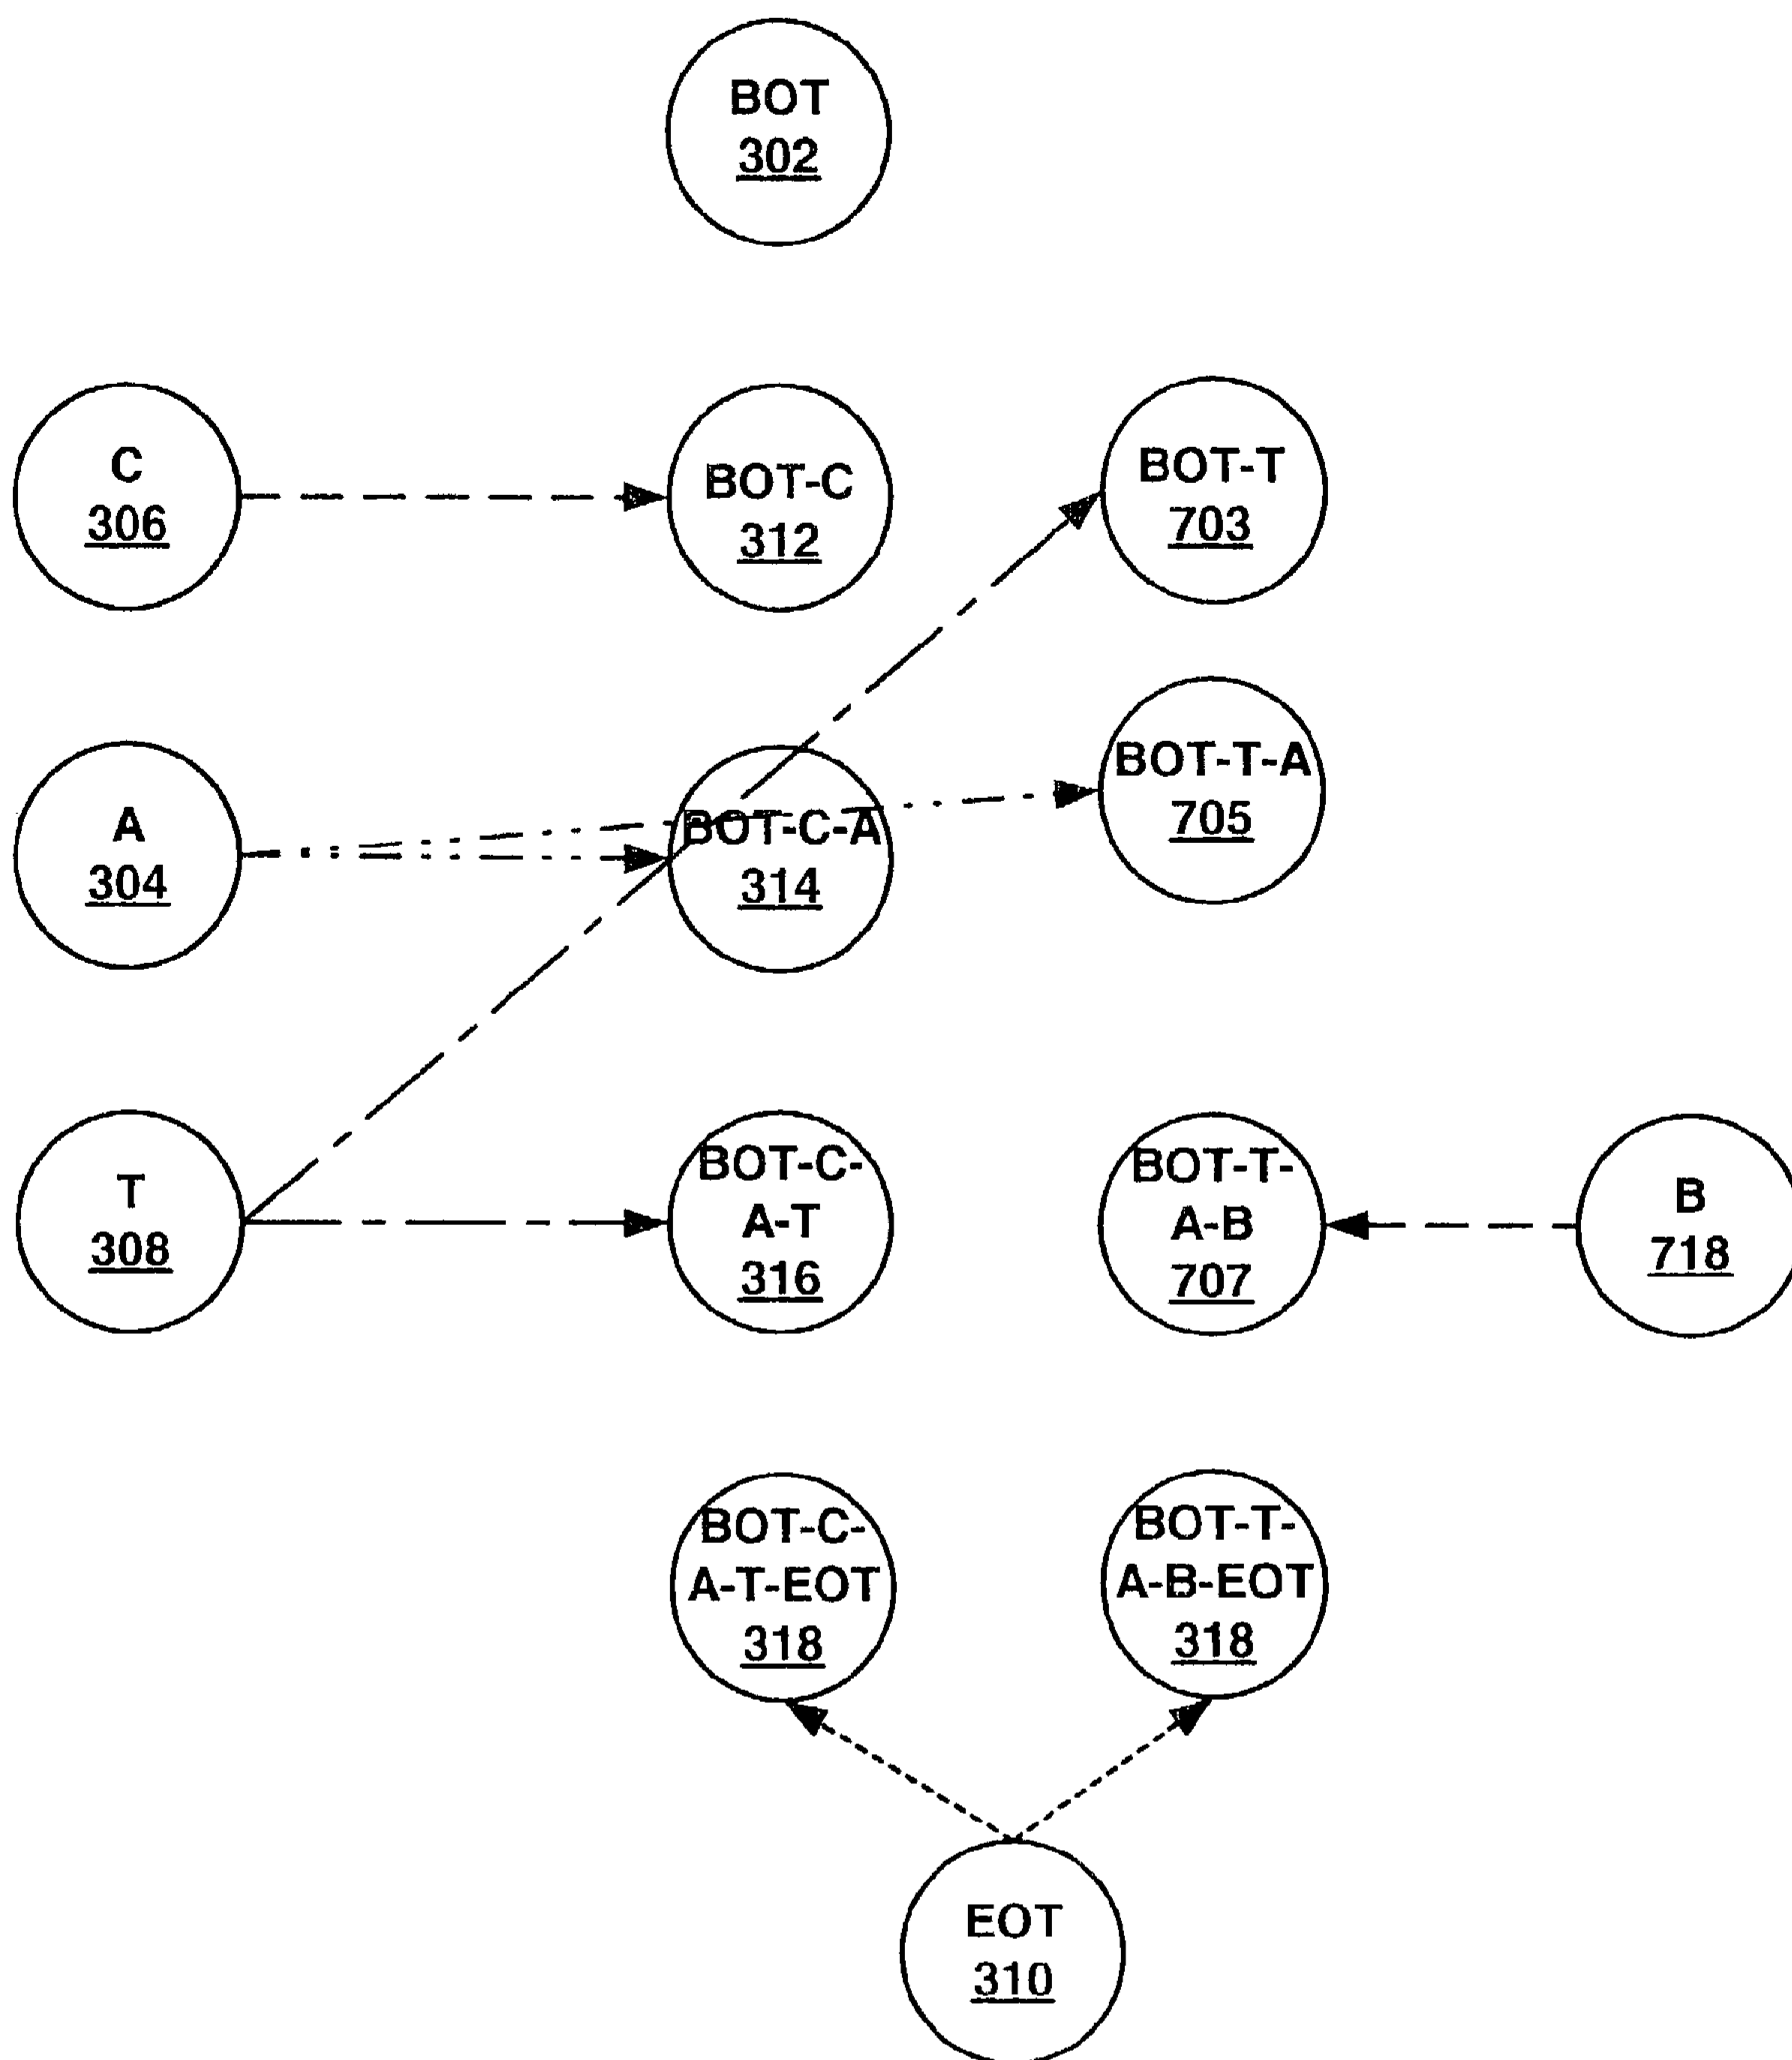 BOT
302
C
306
BOT-C
312
BOT-T
703
A
304
BOT-C-A
314
BOT-T-A
705
T
308
BOT-C-
A-T
316
BOT-T-
A-B
707
B
718
BOT-C-
A-T-EOT
318
BOT-T-
A-B-EOT
318
EOT
310